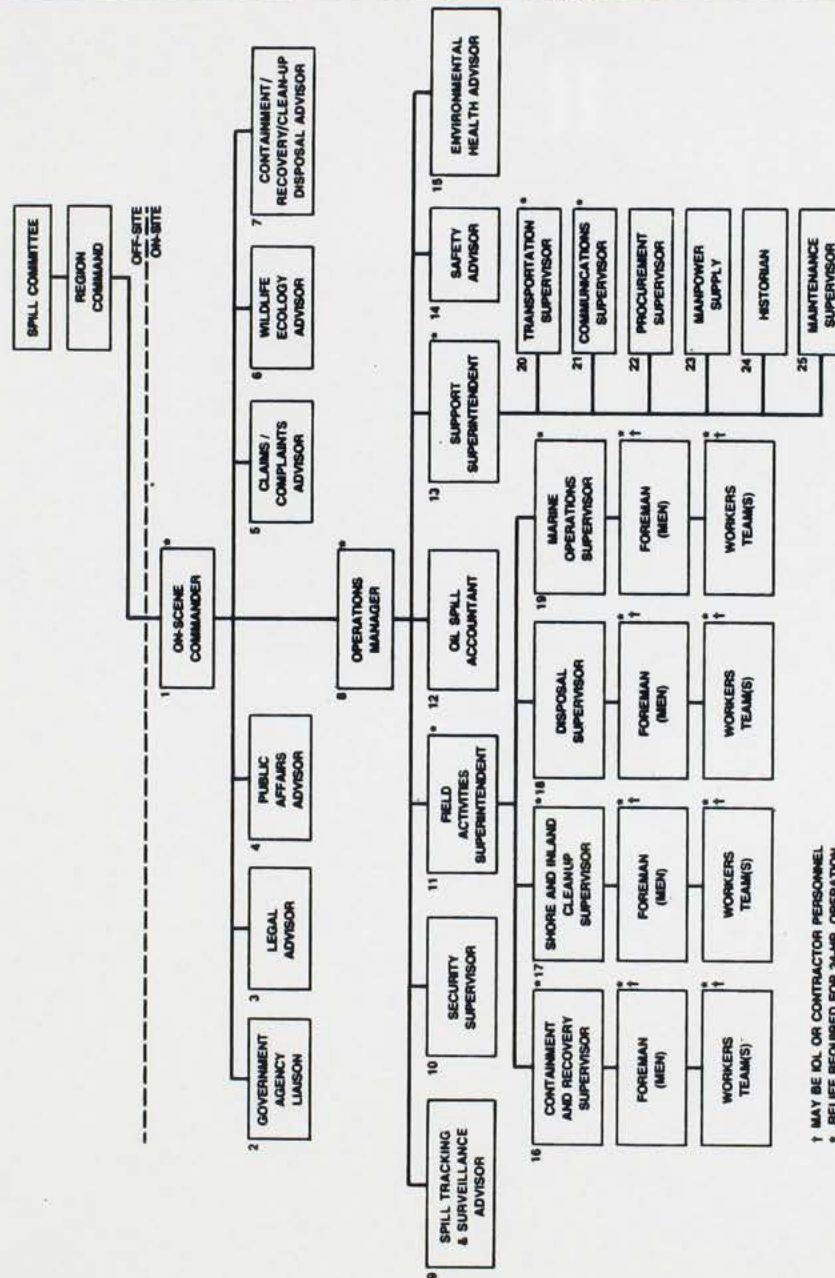 SPILL COMMITTEE
REGION
COMMAND
OFF-SITE
ON-SITE
1
*
ON-SCENE
COMMANDER
2
GOVERNMENT
AGENCY
LIAISON
3
LEGAL
ADVISOR
4
PUBLIC
AFFAIRS
ADVISOR
5
CLAIMS /
COMPLAINTS
ADVISOR
6
WILDLIFE
ECOLOGY
ADVISOR
7
CONTAINMENT /
RECOVERY/CLEAN-UP
DISPOSAL ADVISOR
8
*
OPERATIONS
MANAGER
9
SPILL TRACKING
& SURVEILLANCE
ADVISOR
10
SECURITY
SUPERVISOR
11
*
FIELD
ACTIVITIES
SUPERINTENDENT
12
OIL SPILL
ACCOUNTANT
13
*
SUPPORT
SUPERINTENDENT
14
SAFETY
ADVISOR
15
ENVIRONMENTAL
HEALTH ADVISOR
16
*
CONTAINMENT
AND RECOVERY
SUPERVISOR
*
†
FOREMAN
(MEN)
*
†
WORKERS
TEAM(S)
17
*
SHORE AND INLAND
CLEANUP
SUPERVISOR
*
†
FOREMAN
(MEN)
*
†
WORKERS
TEAM(S)
18
DISPOSAL
SUPERVISOR
*
†
FOREMAN
(MEN)
*
†
WORKERS
TEAM(S)
19
*
MARINE
OPERATIONS
SUPERVISOR
*
†
FOREMAN
(MEN)
*
†
WORKERS
TEAM(S)
20
*
TRANSPORTATION
SUPERVISOR
21
*
COMMUNICATIONS
SUPERVISOR
22
PROCUREMENT
SUPERVISOR
23
MANPOWER
SUPPLY
24
HISTORIAN
25
MAINTENANCE
SUPERVISOR
† MAY BE IOL OR CONTRACTOR PERSONNEL
* RELIEF REQUIRED FOR 24-HR. OPERATION